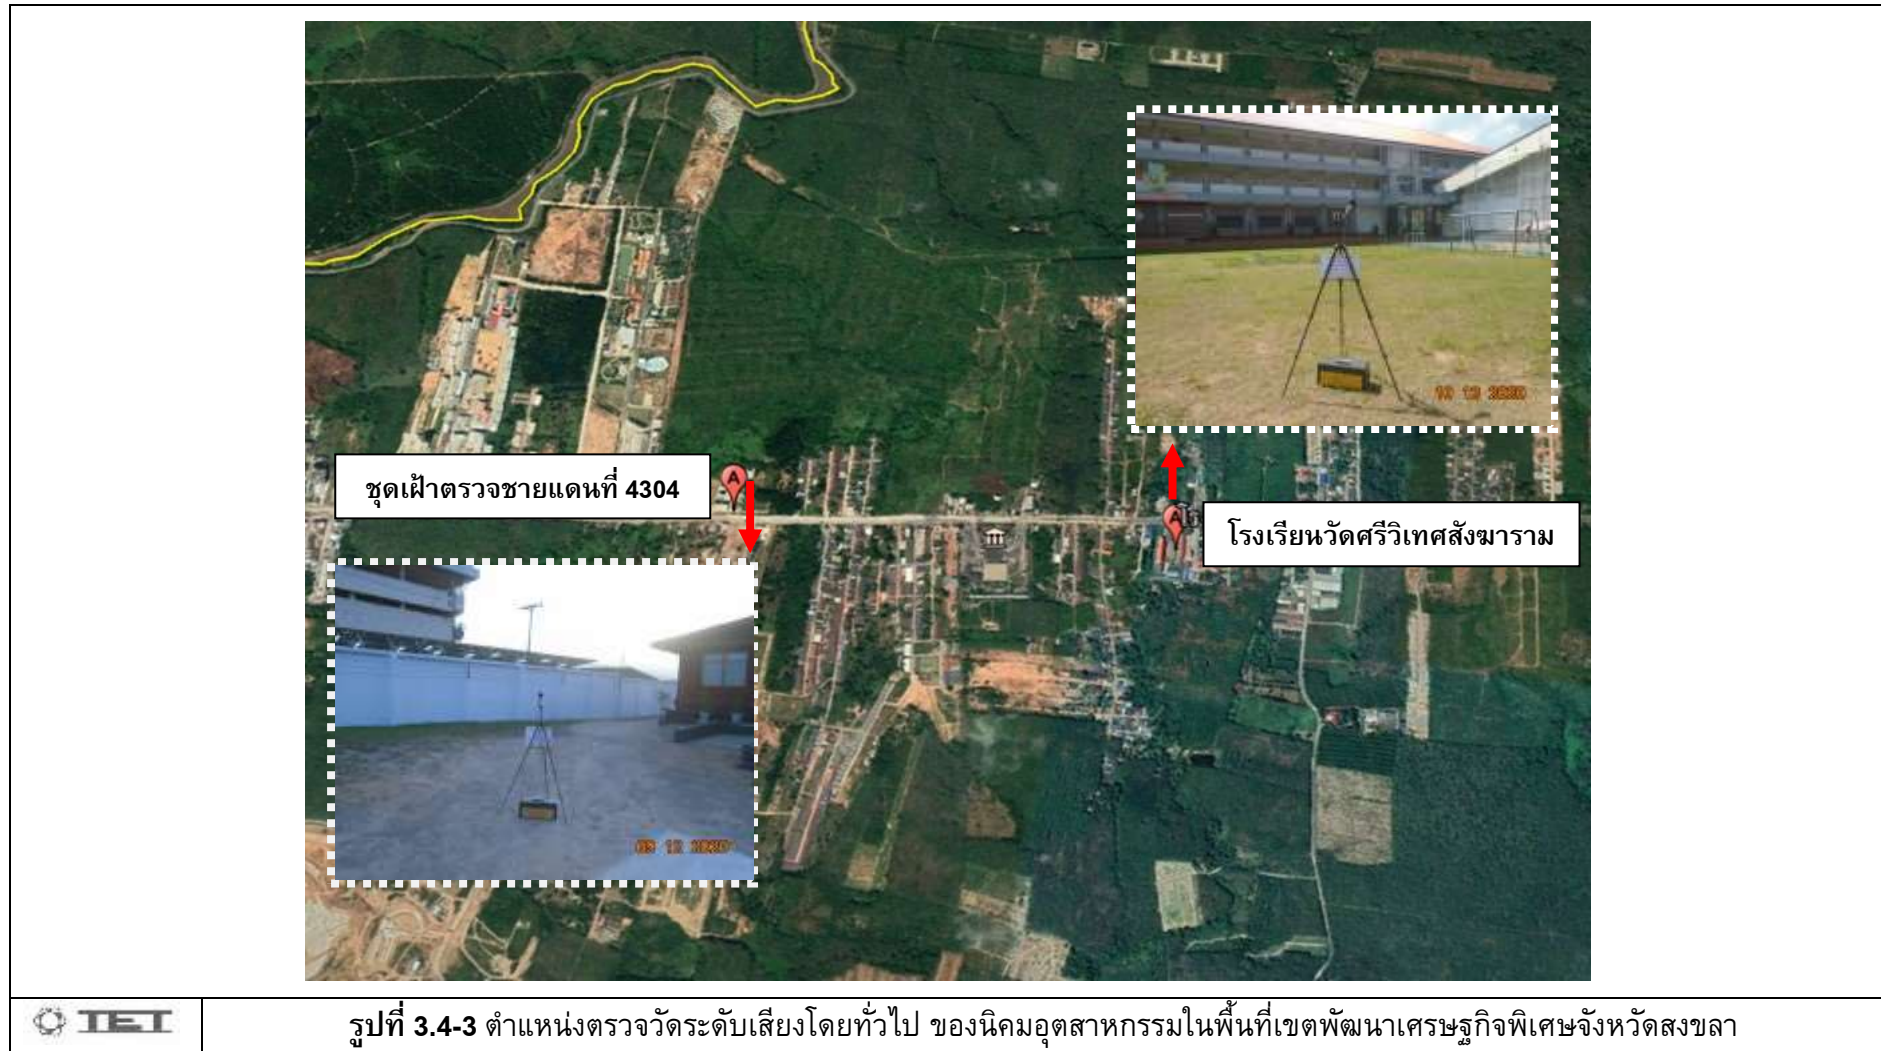 ชุดเฝ้าตรวจชายแดนที่ 4304
A
A
โรงเรียนวัดศรีวิเทศสังฆาราม
10 12 2020
09 12 2020
TET
รูปที่ 3.4-3 ตำแหน่งตรวจวัดระดับเสียงโดยทั่วไป ของนิคมอุตสาหกรรมในพื้นที่เขตพัฒนาเศรษฐกิจพิเศษจังหวัดสงขลา